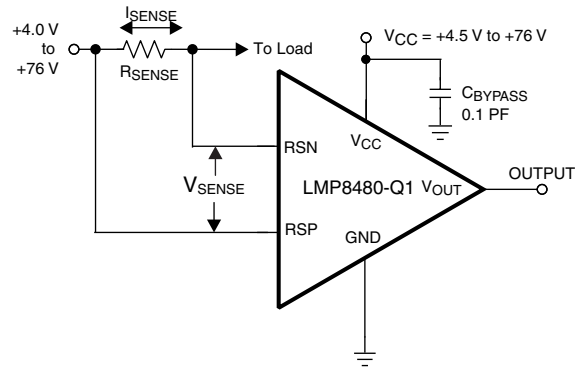 +4.0 V
to
+76 V
ISENSE
RSENSE
To Load
VCC = +4.5 V to +76 V
CBYPASS
0.1 PF
RSN
VCC
VSENSE
LMP8480-Q1
VOUT
OUTPUT
RSP
GND